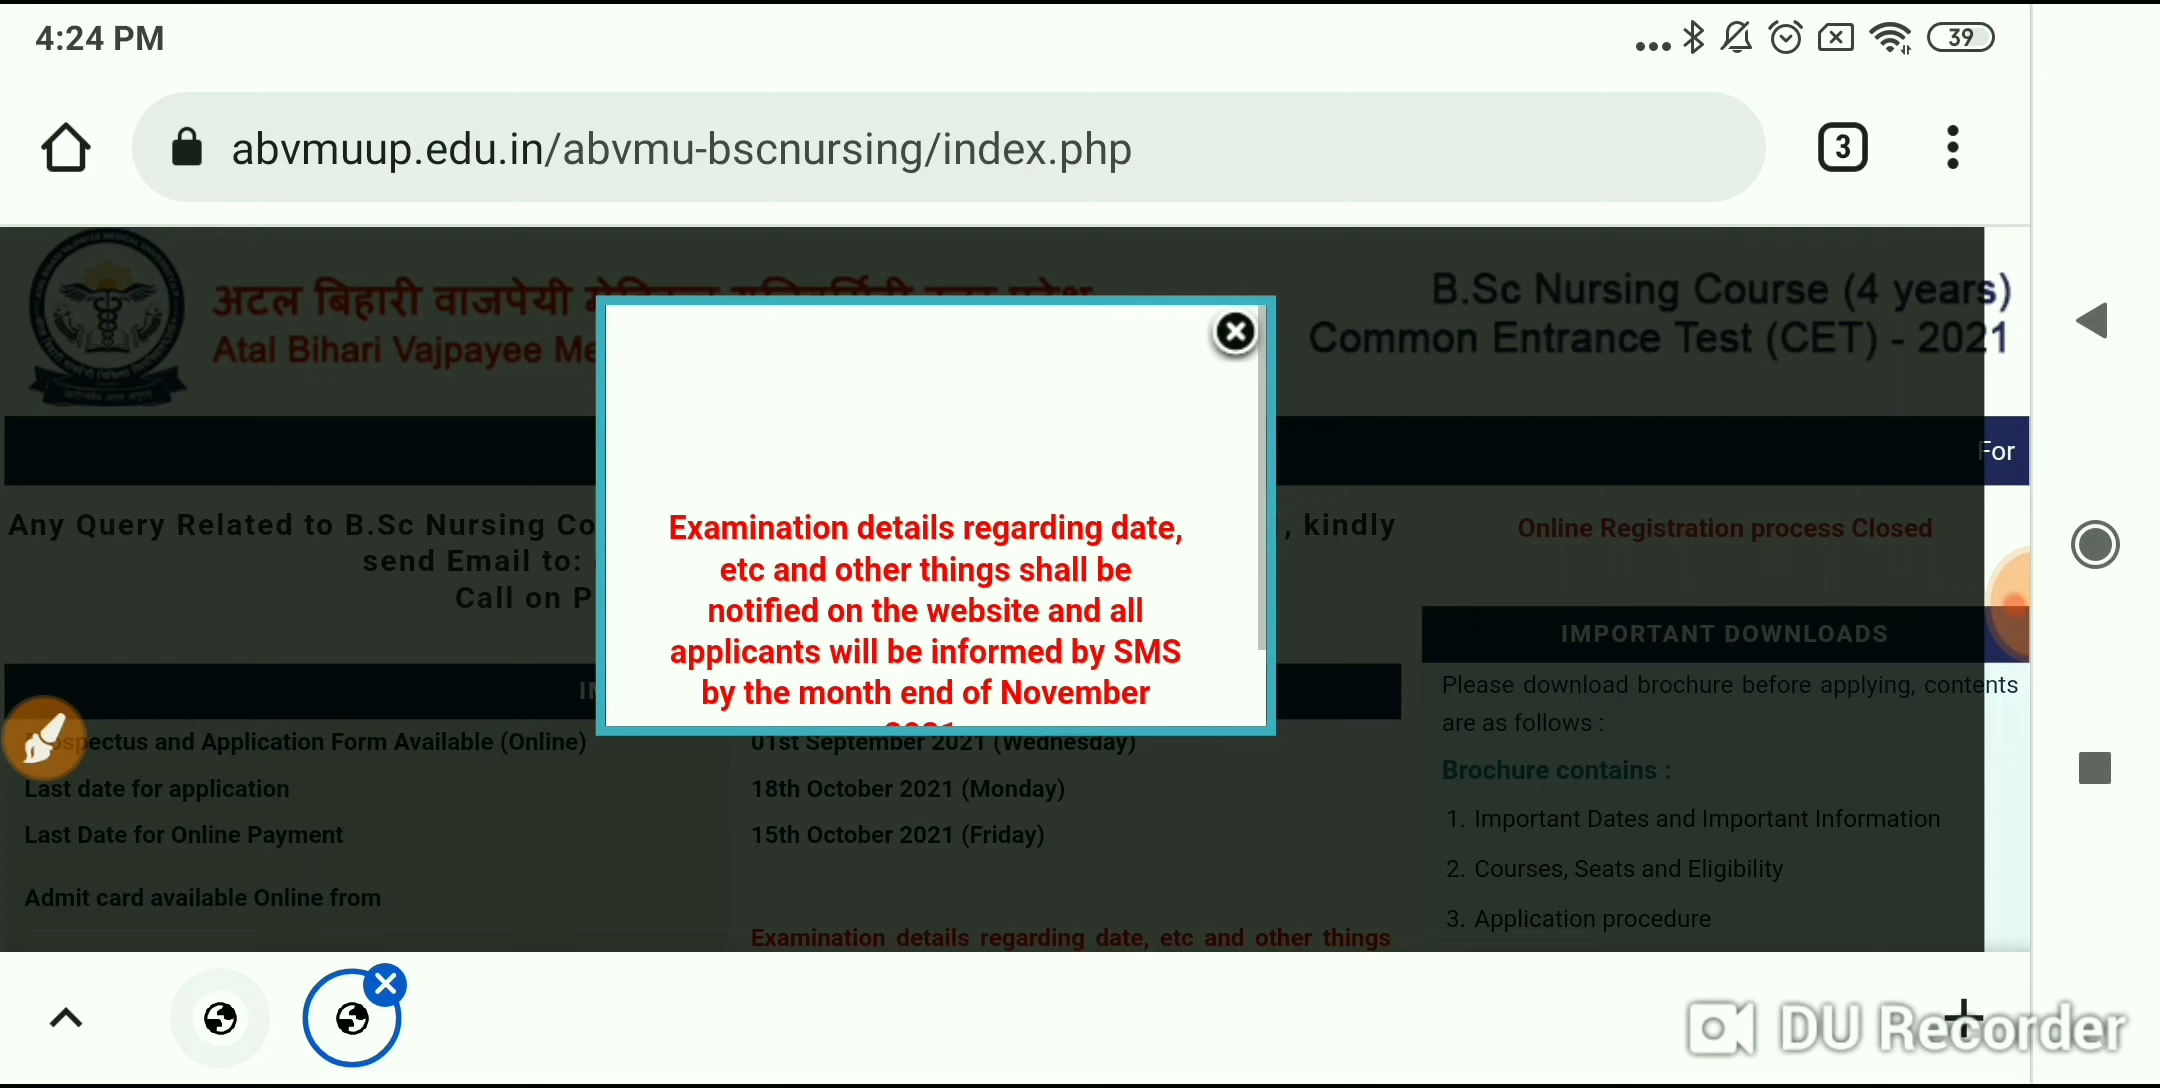 4:24 PM
39
abvmuup.edu.in/abvmu-bscnursing/index.php
3
अटल बिहारी वाजपेयी
Atal Bihari Vajpayee Me
B.Sc Nursing Course (4 years)
Common Entrance Test (CET) - 2021
For
Any Query Related to B.Sc Nursing Co
, kindly
send Email to:
Call on P
Online Registration process Closed
Examination details regarding date,
etc and other things shall be
notified on the website and all
applicants will be informed by SMS
by the month end of November
IMPORTANT DOWNLOADS
Please download brochure before applying, contents
are as follows :
Brochure contains :
1. Important Dates and Important Information
2. Courses, Seats and Eligibility
3. Application procedure
spectus and Application Form Available (Online)
01st September 2021 (Wednesday)
Last date for application
18th October 2021 (Monday)
Last Date for Online Payment
15th October 2021 (Friday)
Admit card available Online from
Examination details regarding date, etc and other things
DU Recorder